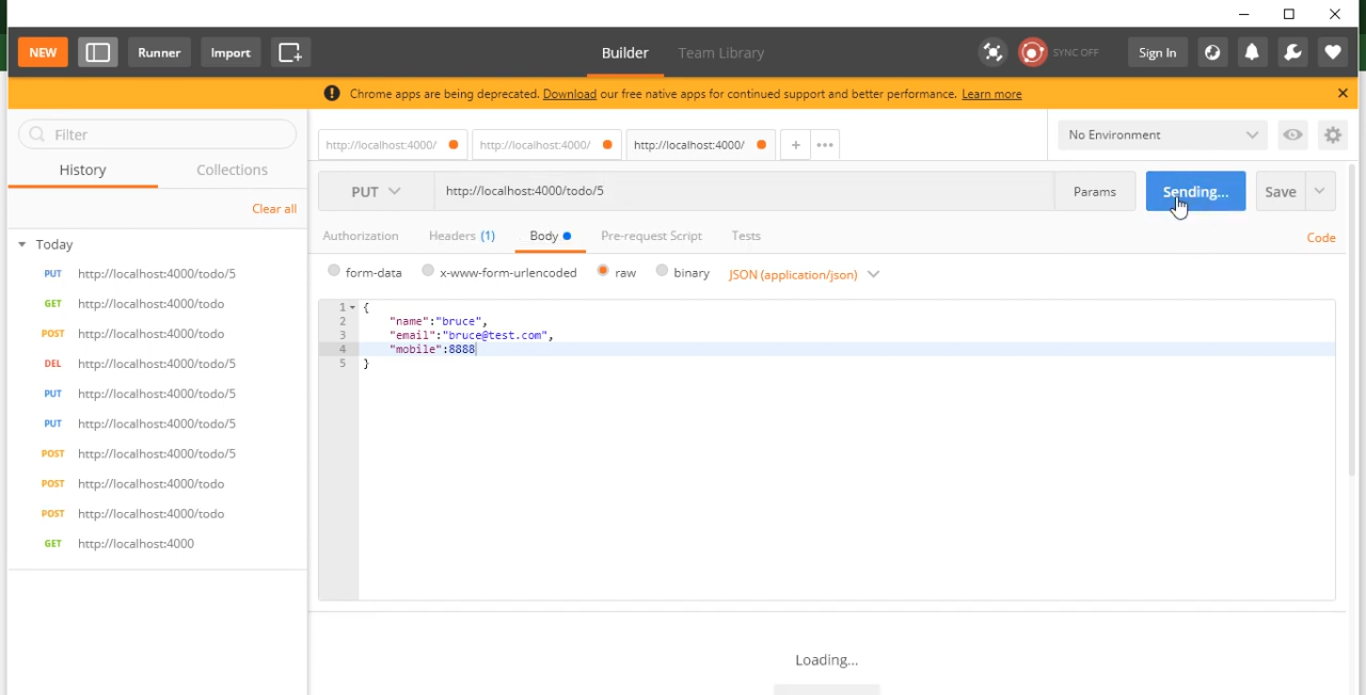 NEW Runner Import Builder Team Library SYNC OFF Sign In
Chrome apps are being deprecated. Download our free native apps for continued support and better performance. Learn more
Filter
History Collections
Clear all
Today
PUT http://localhost:4000/todo/5
GET http://localhost:4000/todo
POST http://localhost:4000/todo
DEL http://localhost:4000/todo/5
PUT http://localhost:4000/todo/5
PUT http://localhost:4000/todo/5
POST http://localhost:4000/todo/5
POST http://localhost:4000/todo
POST http://localhost:4000/todo
GET http://localhost:4000
http://localhost:4000/ http://localhost:4000/ http://localhost:4000/ + •••
No Environment
PUT http://localhost:4000/todo/5 Params Sending... Save
Authorization Headers (1) Body Pre-request Script Tests Code
form-data x-www-form-urlencoded raw binary JSON (application/json)
1 {
2 "name":"bruce",
3 "email":"bruce@test.com",
4 "mobile":8888
5 }
Loading...